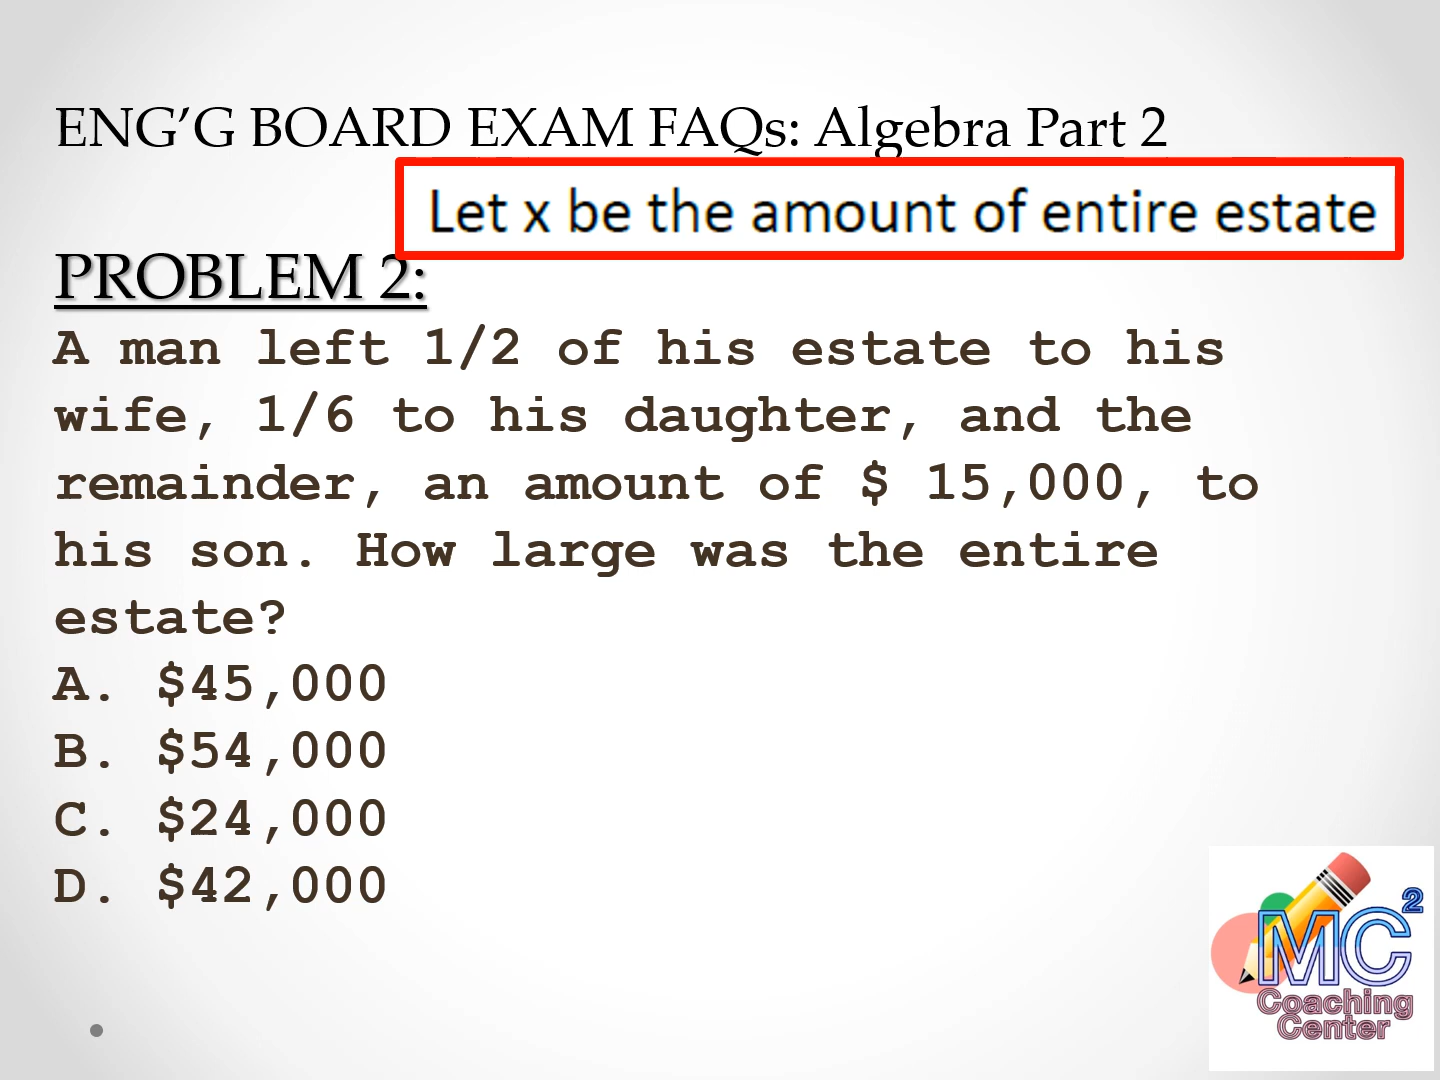 ENG’G BOARD EXAM FAQs: Algebra Part 2
Let x be the amount of entire estate
PROBLEM 2:
A man left 1/2 of his estate to his
wife, 1/6 to his daughter, and the
remainder, an amount of $ 15,000, to
his son. How large was the entire
estate?
A. $45,000
B. $54,000
C. $24,000
D. $42,000
MC²
Coaching
Center